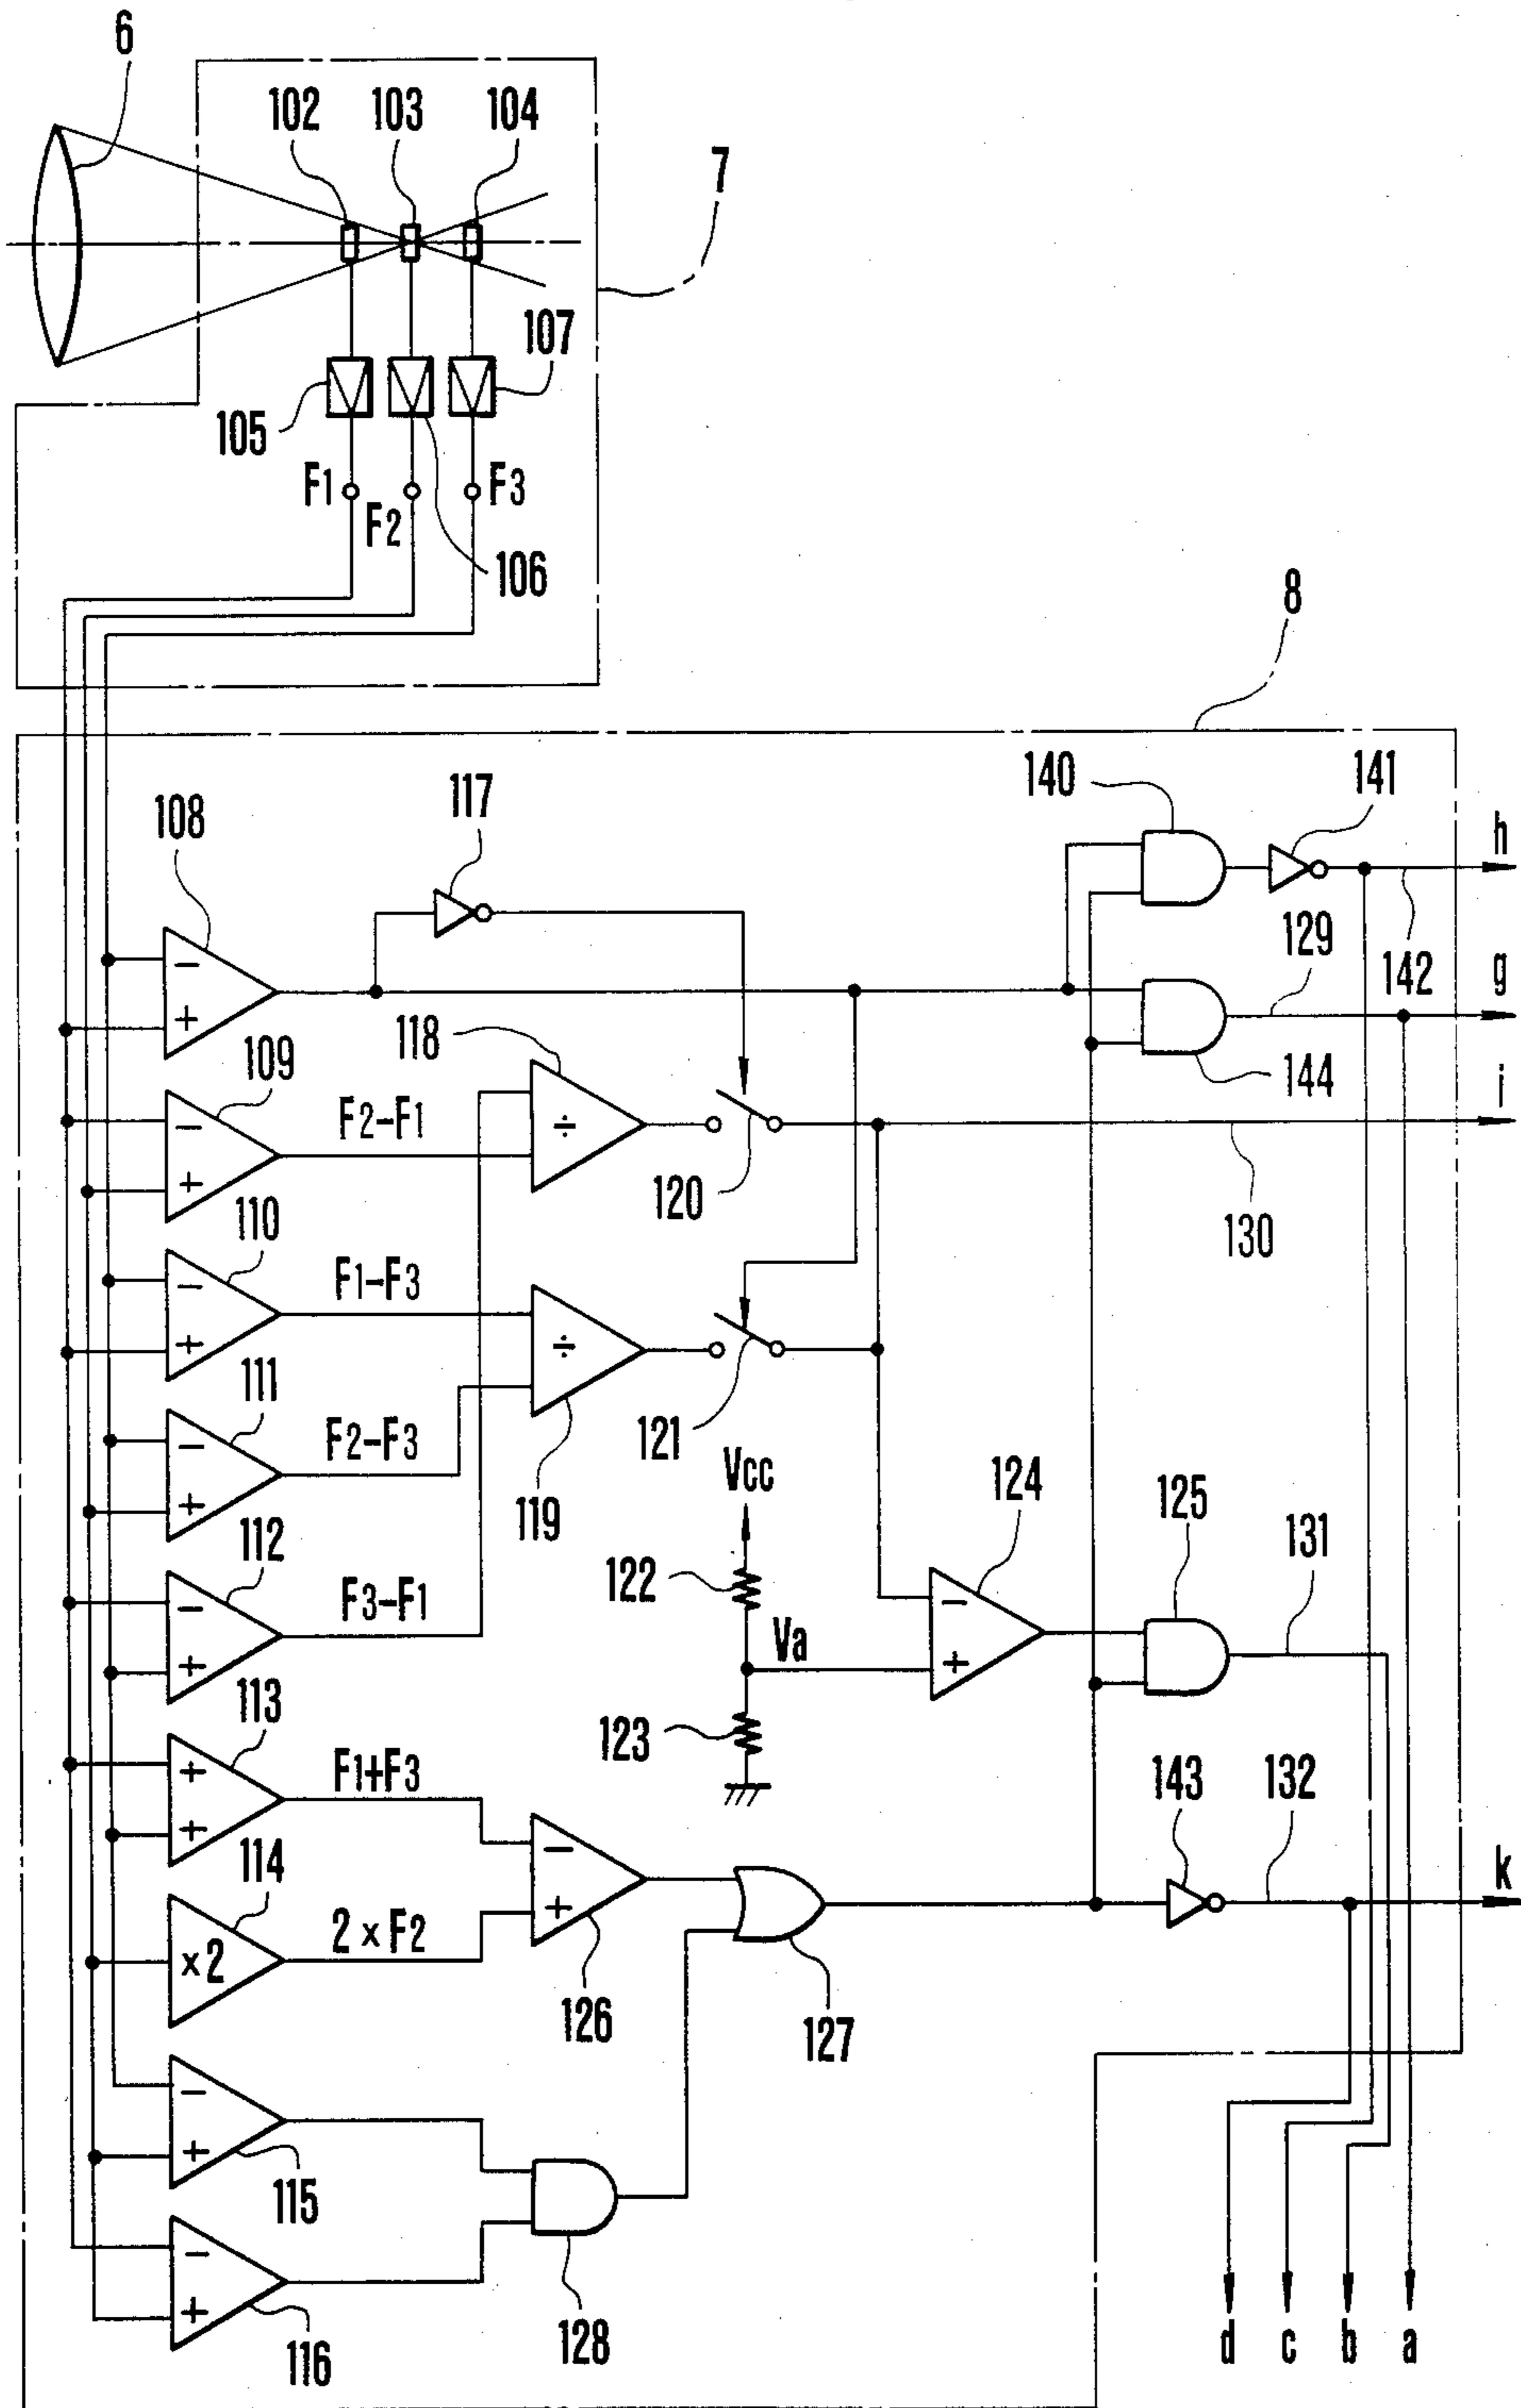 6
102 103 104
7
107
105
F1 F3
F2
106
8
140 141
117
h
108
129
142 g
118
144
109
i
F2–F1
÷
120
130
110
F1–F3
÷
121
111
F2–F3
119
Vcc
124
125
131
112
122
F3–F1
Va
113
123
F1+F3
143 132
114
k
2 × F2
×2
126
127
115
128
116
d c b a
− +
− +
− +
− +
− +
+ +
− +
− +
− +
− +